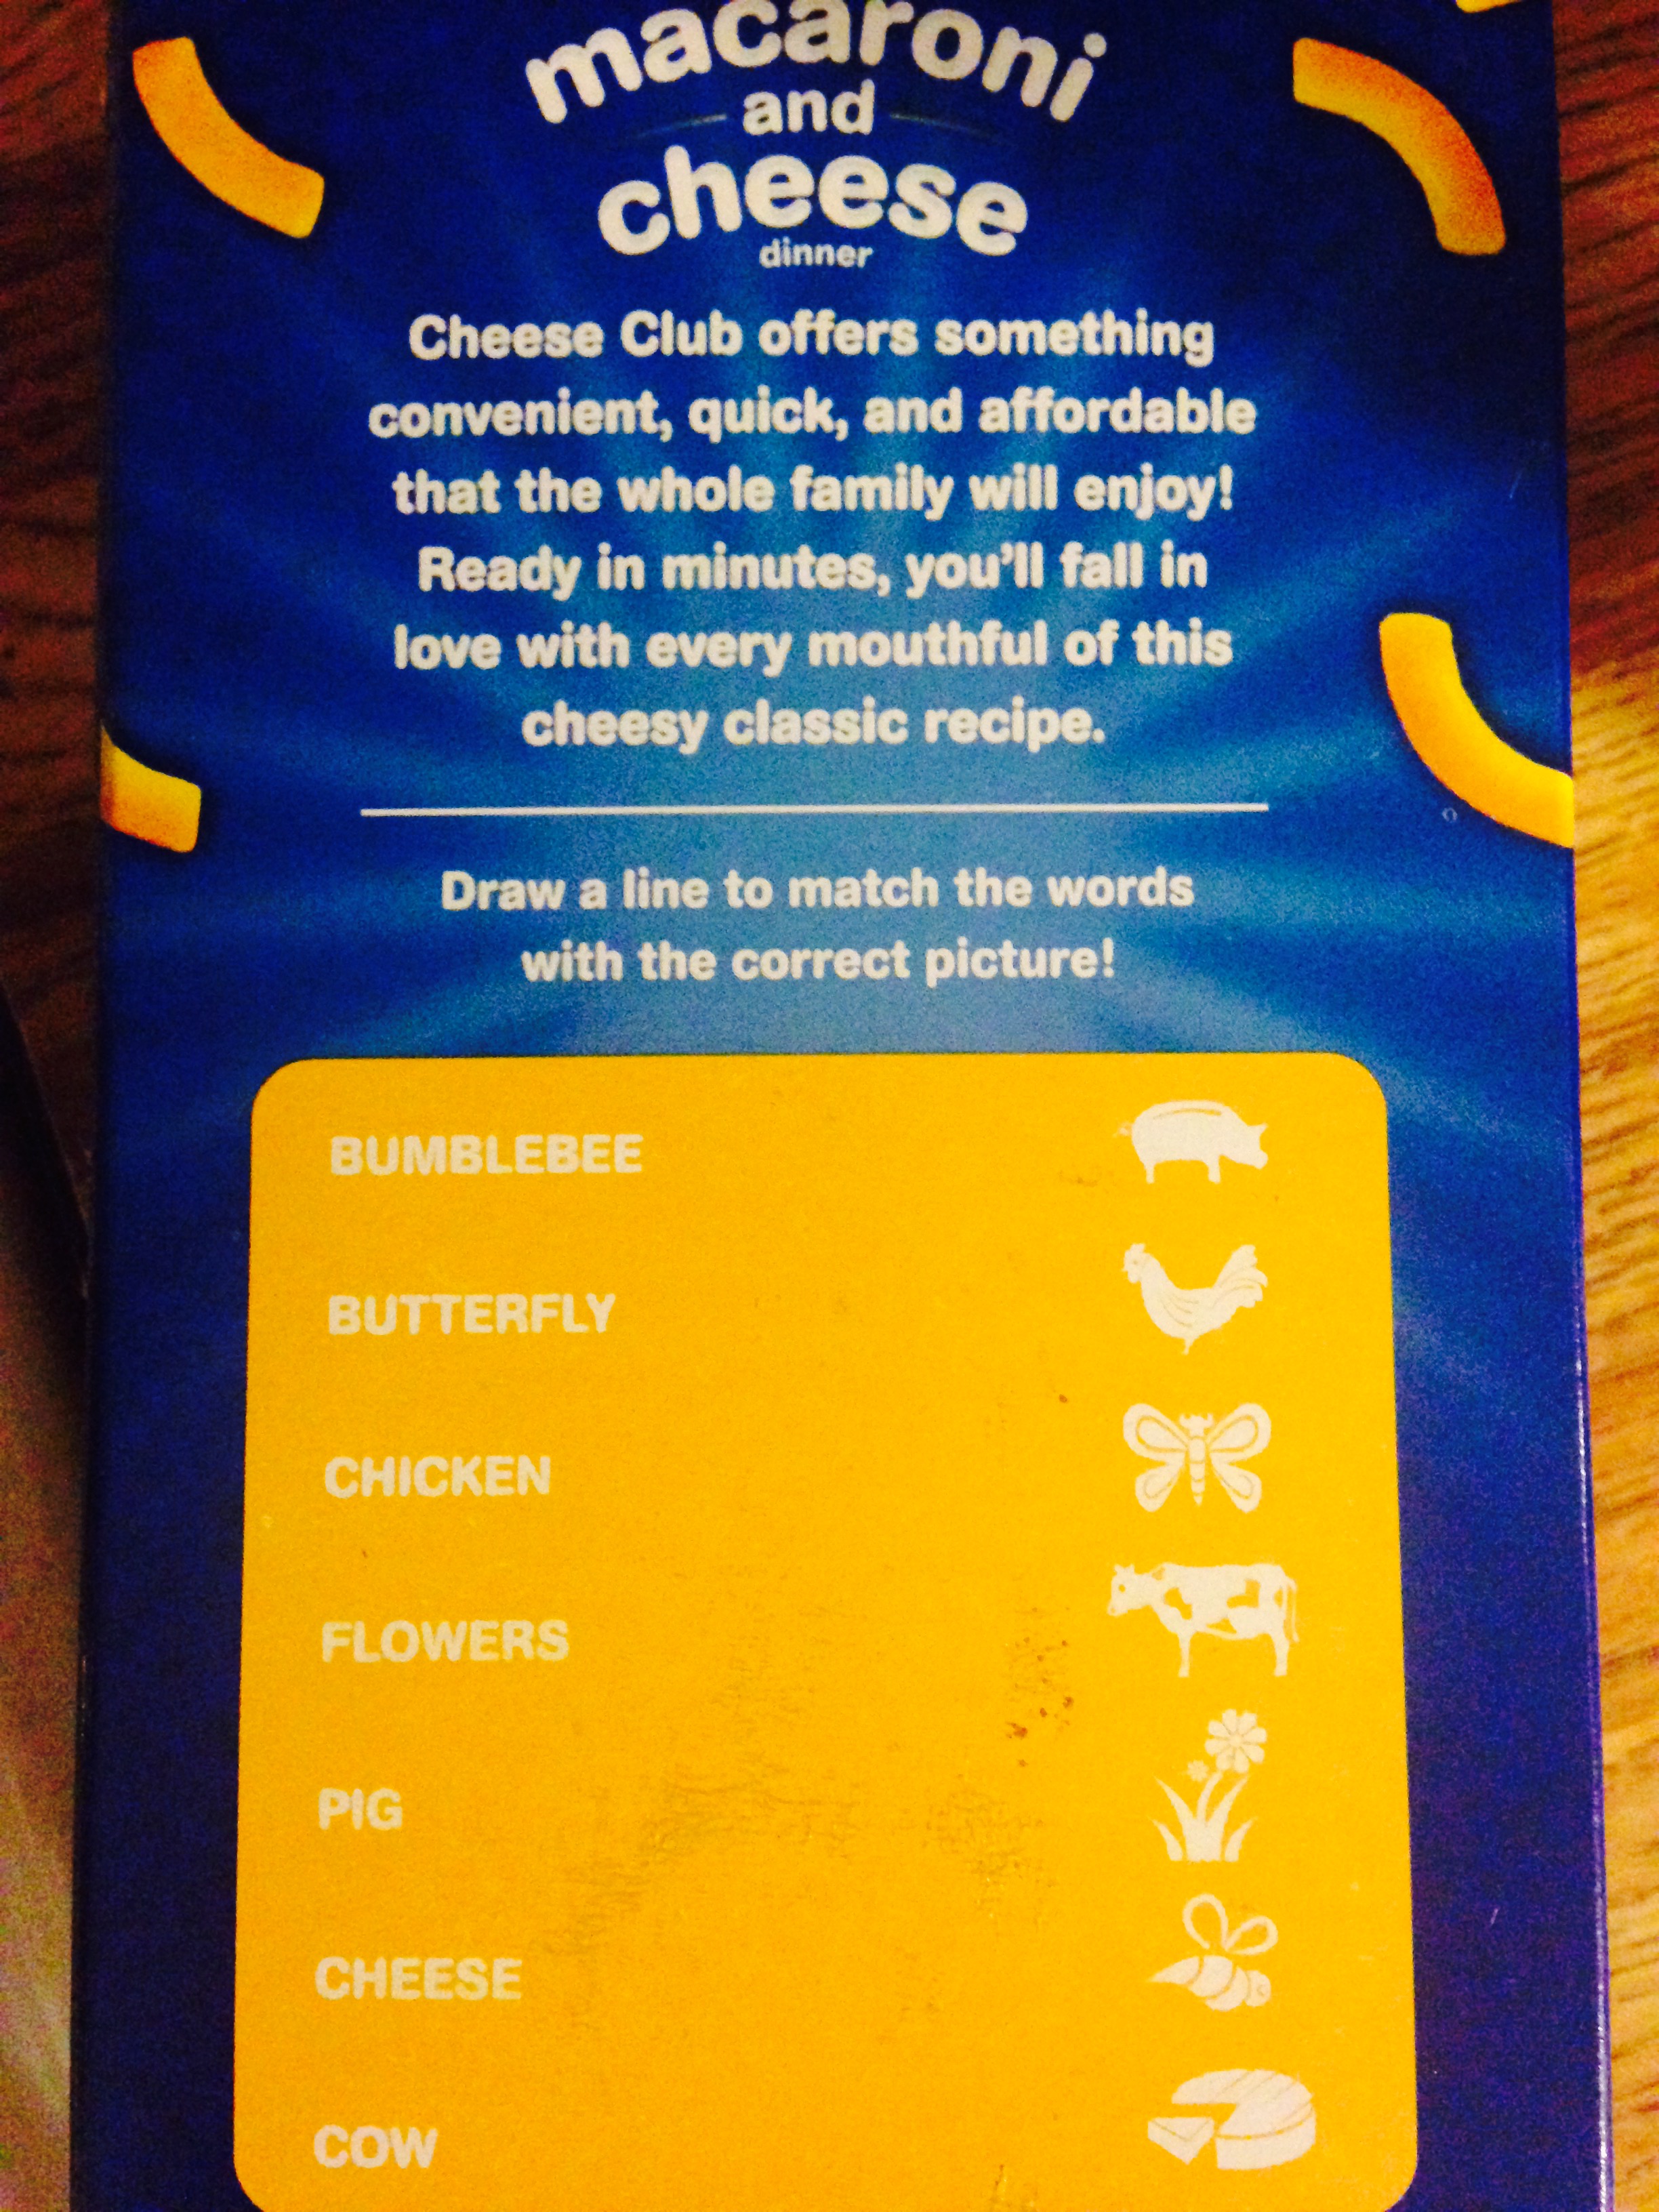 macaroni
and
cheese
dinner
Cheese Club offers something
convenient, quick, and affordable
that the whole family will enjoy!
Ready in minutes, you'll fall in
love with every mouthful of this
cheesy classic recipe.
Draw a line to match the words
with the correct picture!
BUMBLEBEE
BUTTERFLY
CHICKEN
FLOWERS
PIG
CHEESE
COW